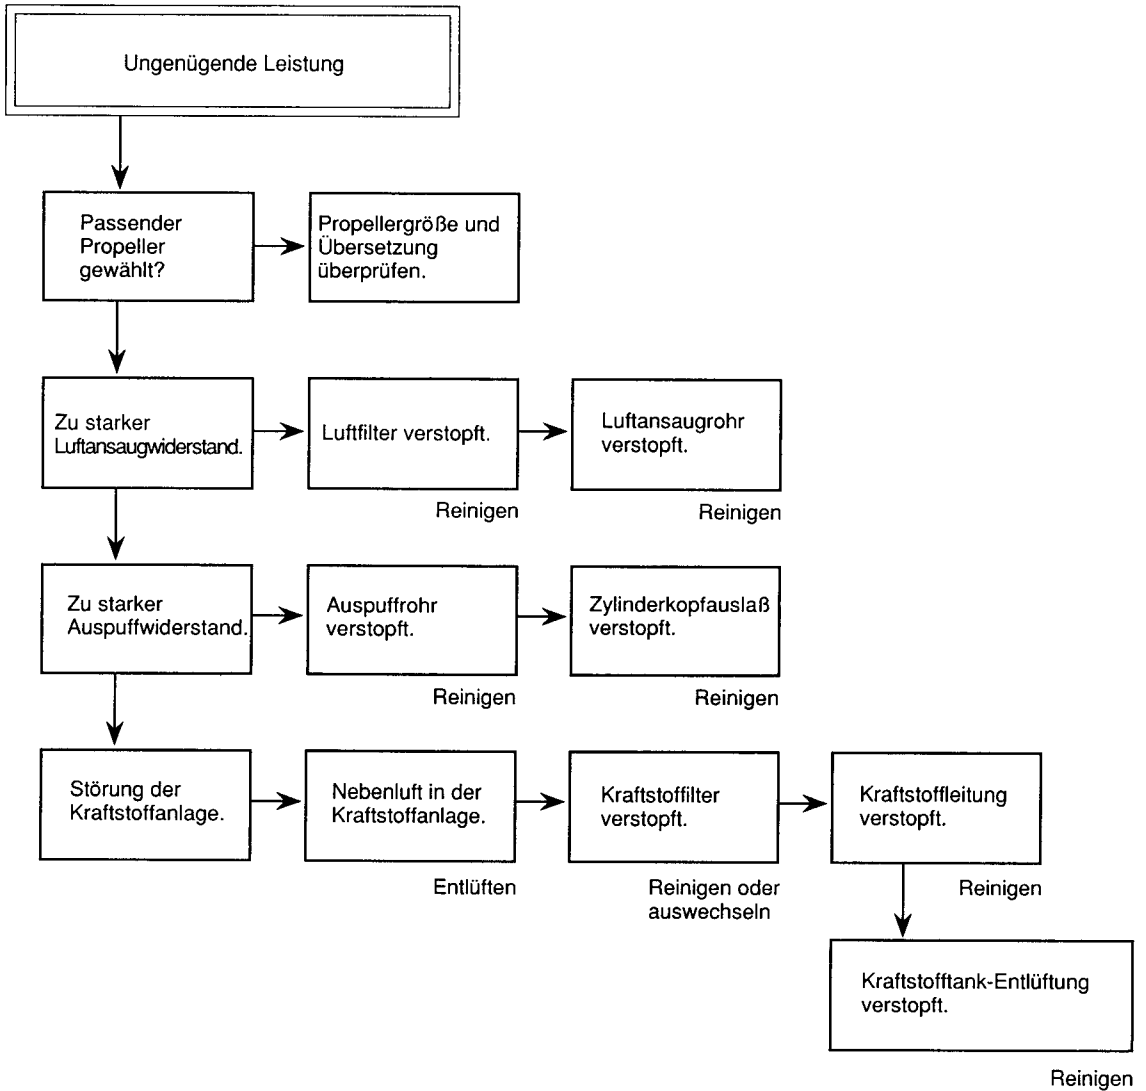 Ungenügende Leistung
Passender
Propeller
gewählt?
Propellergröße und
Übersetzung
überprüfen.
Zu starker
Luftansaugwiderstand.
Luftfilter verstopft.
Reinigen
Luftansaugrohr
verstopft.
Reinigen
Zu starker
Auspuffwiderstand.
Auspuffrohr
verstopft.
Reinigen
Zylinderkopfauslaß
verstopft.
Reinigen
Störung der
Kraftstoffanlage.
Nebenluft in der
Kraftstoffanlage.
Entlüften
Kraftstoffilter
verstopft.
Reinigen oder
auswechseln
Kraftstoffleitung
verstopft.
Reinigen
Kraftstofftank-Entlüftung
verstopft.
Reinigen